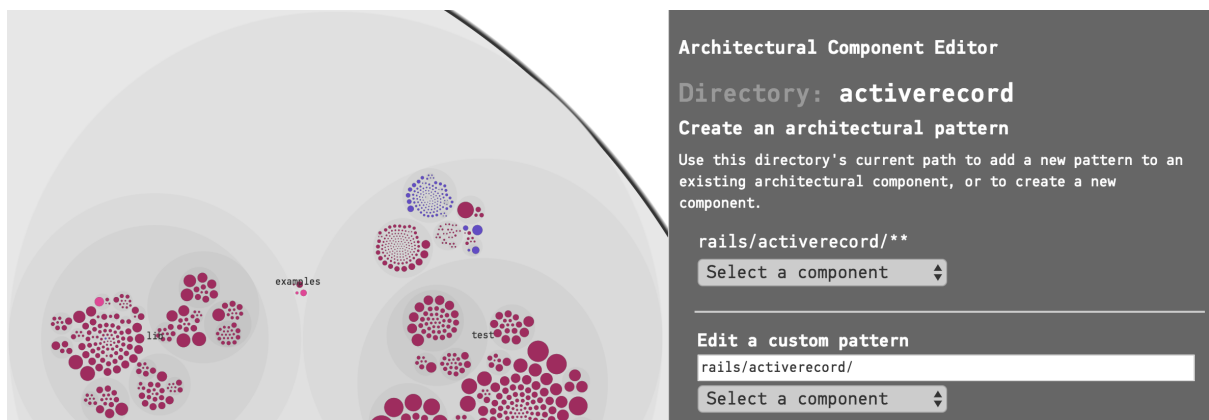 examples
lib
test
Architectural Component Editor
Directory: activerecord
Create an architectural pattern
Use this directory's current path to add a new pattern to an
existing architectural component, or to create a new
component.
rails/activerecord/**
Select a component
Edit a custom pattern
rails/activerecord/
Select a component